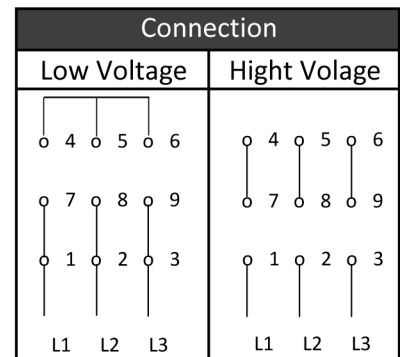 Connection
Low Voltage
Hight Volage
4 5 6
7 8 9
1 2 3
L1 L2 L3
4 5 6
7 8 9
1 2 3
L1 L2 L3